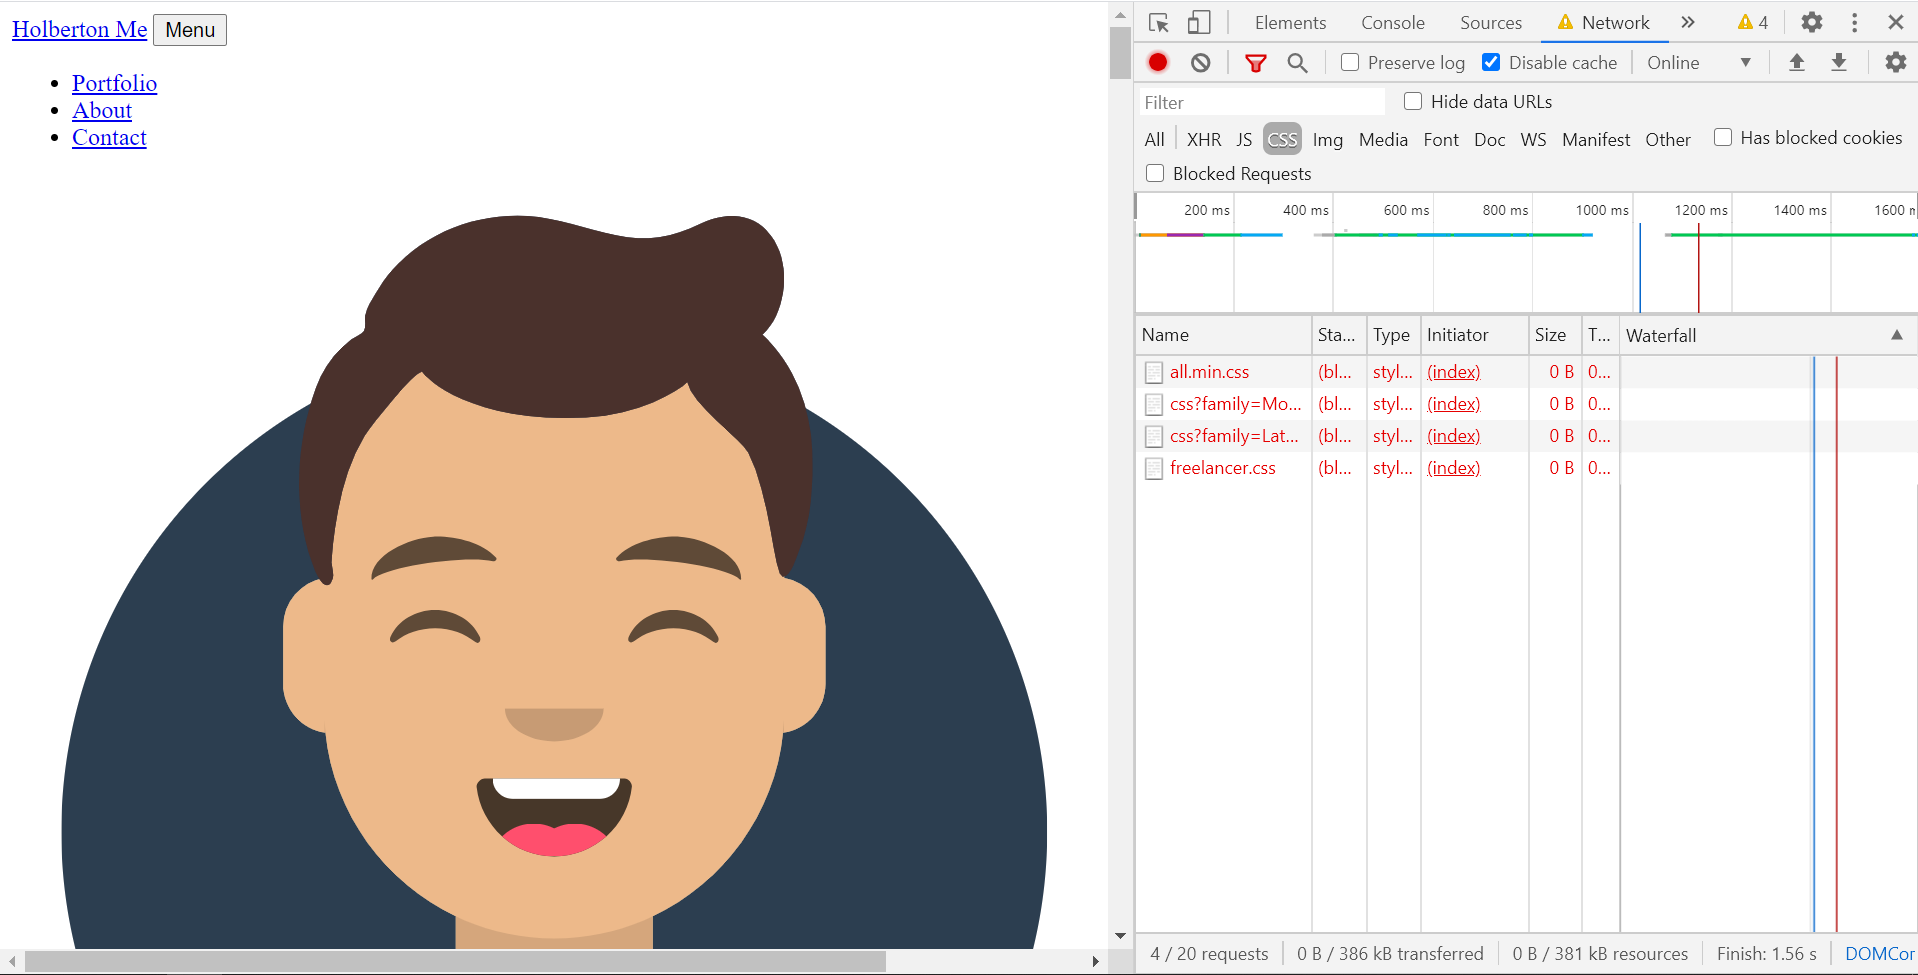 Holberton Me Menu
Portfolio
About
Contact
Elements Console Sources Network » 4
Preserve log Disable cache Online
Filter Hide data URLs
All XHR JS CSS Img Media Font Doc WS Manifest Other Has blocked cookies
Blocked Requests
200 ms 400 ms 600 ms 800 ms 1000 ms 1200 ms 1400 ms 1600 m
Name Sta... Type Initiator Size T... Waterfall
all.min.css (bl... styl... (index) 0 B 0...
css?family=Mo... (bl... styl... (index) 0 B 0...
css?family=Lat... (bl... styl... (index) 0 B 0...
freelancer.css (bl... styl... (index) 0 B 0...
4 / 20 requests 0 B / 386 kB transferred 0 B / 381 kB resources Finish: 1.56 s DOMCor